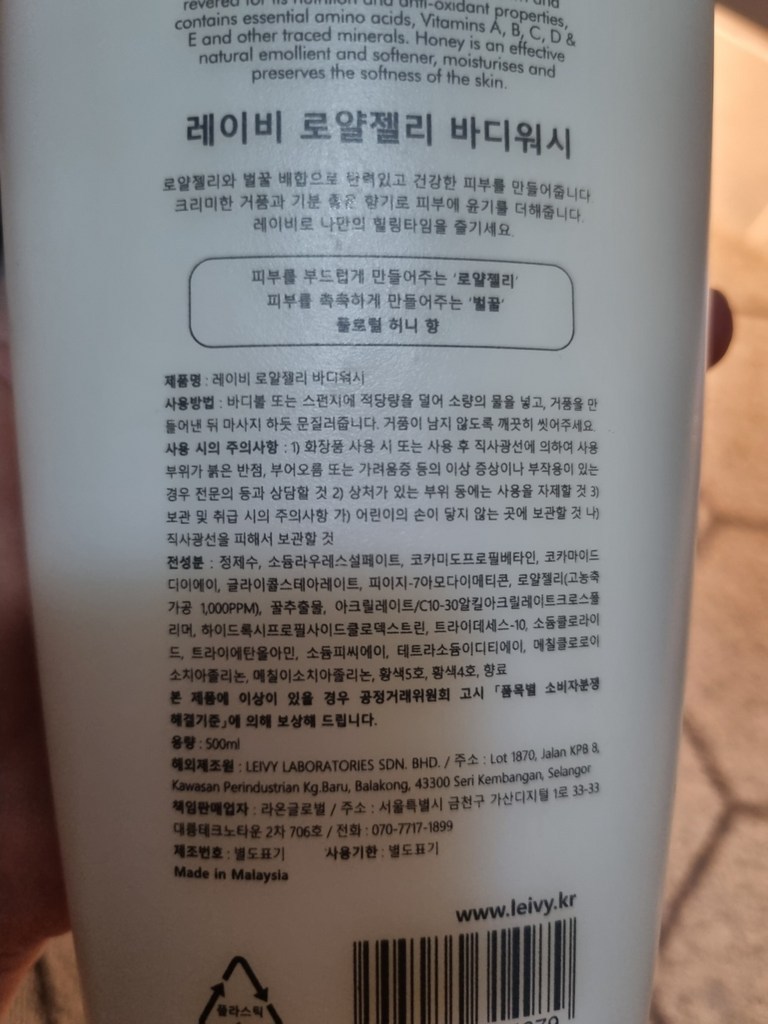 revered for its nutrition and anti-oxidant properties,
contains essential amino acids, Vitamins A, B, C, D &
E and other traced minerals. Honey is an effective
natural emollient and softener, moisturises and
preserves the softness of the skin.
레이비 로얄젤리 바디워시
로얄젤리와 벌꿀 배합으로 탄력있고 건강한 피부를 만들어줍니다
크리미한 거품과 기분 좋은 향기로 피부에 윤기를 더해줍니다.
레이비로 나만의 힐링타임을 즐기세요.
피부를 부드럽게 만들어주는 '로얄젤리'
피부를 촉촉하게 만들어주는 '벌꿀'
플로럴 허니 향
제품명 : 레이비 로얄젤리 바디워시
사용방법 : 바디볼 또는 스펀지에 적당량을 덜어 소량의 물을 넣고, 거품을 만
들어낸 뒤 마사지 하듯 문질러줍니다. 거품이 남지 않도록 깨끗히 씻어주세요.
사용 시의 주의사항 : 1) 화장품 사용 시 또는 사용 후 직사광선에 의하여 사용
부위가 붉은 반점, 부어오름 또는 가려움증 등의 이상 증상이나 부작용이 있는
경우 전문의 등과 상담할 것 2) 상처가 있는 부위 등에는 사용을 자제할 것 3)
보관 및 취급 시의 주의사항 가) 어린이의 손이 닿지 않는 곳에 보관할 것 나)
직사광선을 피해서 보관할 것
전성분 : 정제수, 소듐라우레스설페이트, 코카미도프로필베타인, 코카마이드
디이에이, 글라이콜스테아레이트, 피이지-7아모다이메티콘, 로얄젤리(고농축
가공 1,000PPM), 꿀추출물, 아크릴레이트/C10-30알킬아크릴레이트크로스폴
리머, 하이드록시프로필사이드클로덱스트린, 트라이데세스-10, 소듐클로라이
드, 트라이에탄올아민, 소듐피씨에이, 테트라소듐이디티에이, 메칠클로로이
소치아졸리논, 메칠이소치아졸리논, 황색5호, 황색4호, 향료
본 제품에 이상이 있을 경우 공정거래위원회 고시 「품목별 소비자분쟁
해결기준」에 의해 보상해 드립니다.
용량 : 500ml
해외제조원 : LEIVY LABORATORIES SDN. BHD. / 주소 : Lot 1870, Jalan KPB 8,
Kawasan Perindustrian Kg.Baru, Balakong, 43300 Seri Kembangan, Selangor
책임판매업자 : 라온글로벌 / 주소 : 서울특별시 금천구 가산디지털 1로 33-33
대륭테크노타운 2차 706호 / 전화 : 070-7717-1899
제조번호 : 별도표기 사용기한 : 별도표기
Made in Malaysia
www.leivy.kr
플라스틱